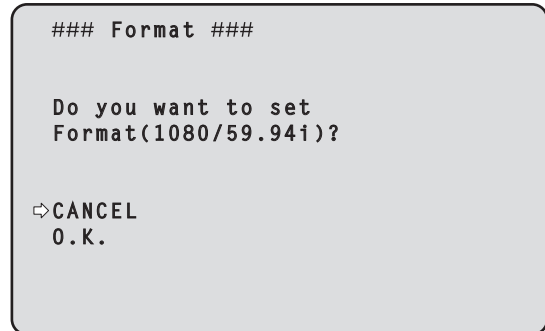 ### Format ###
Do you want to set
Format(1080/59.94i)?
⇨CANCEL
O.K.